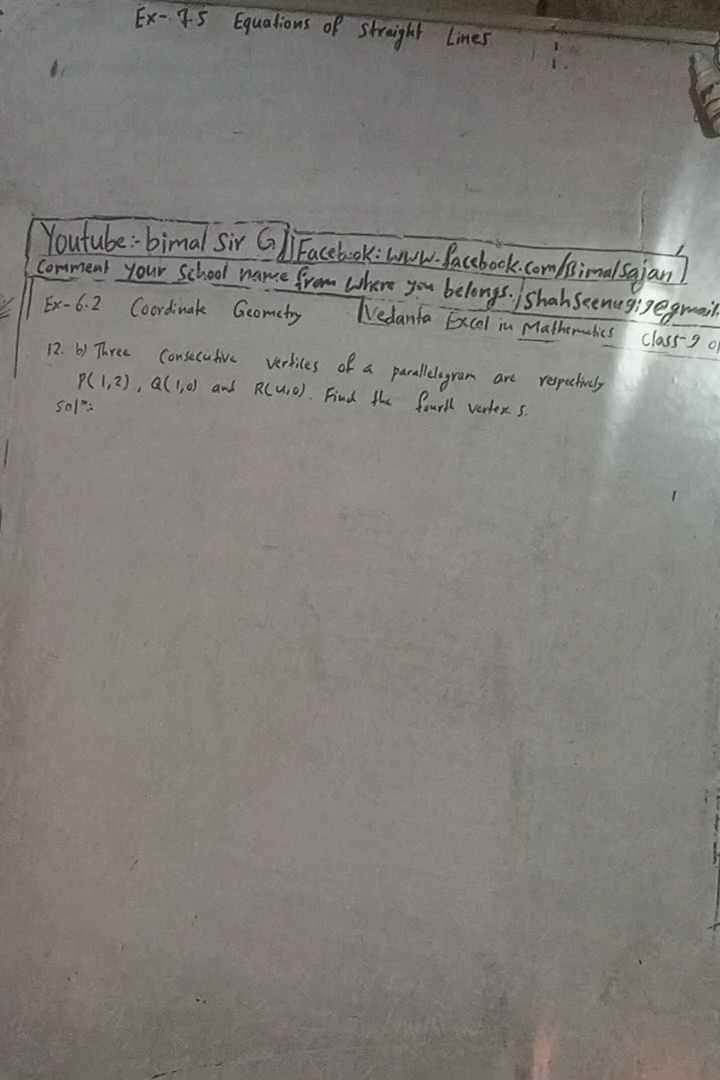 Ex- 7.5 Equations of Straight Lines
Youtube:- bimal Sir G
Facebook: www.facebook.com/BimalSajan
Comment your School name from where you belongs. / Shahseenu919@gmail.
Ex-6.2 Coordinate Geometry Vedanta Excel in Mathematics Class-9
12. b) Three Consecutive vertices of a parallelogram are respectively
P(1,2), Q(1,0) and R(4,0). Find the fourth vertex S.
Solⁿ: